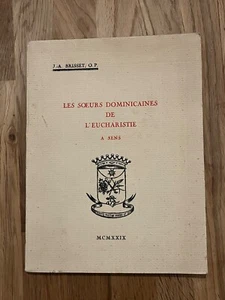 J.-A. BRISSET, O. P.
LES SŒURS DOMINICAINES
DE
L'EUCHARISTIE
A SENS
MCMXXIX